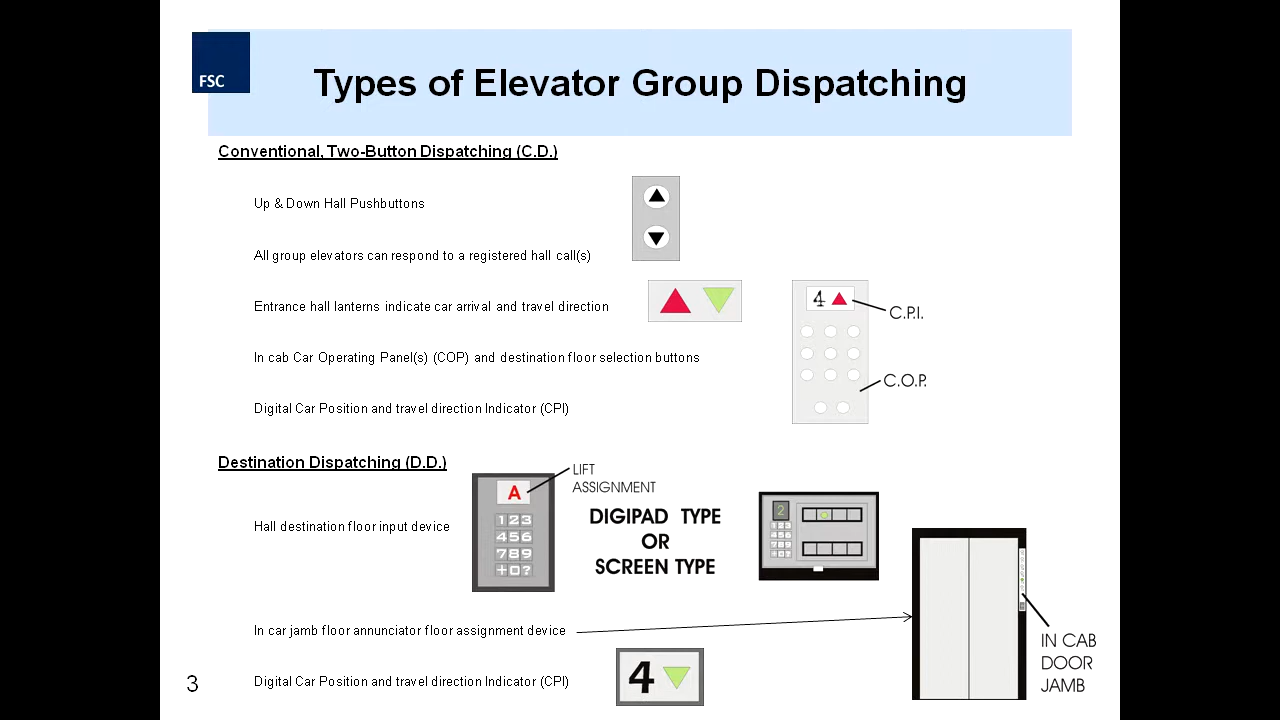 FSC
Types of Elevator Group Dispatching
Conventional, Two-Button Dispatching (C.D.)
Up & Down Hall Pushbuttons
All group elevators can respond to a registered hall call(s)
Entrance hall lanterns indicate car arrival and travel direction
4
C.P.I.
In cab Car Operating Panel(s) (COP) and destination floor selection buttons
C.O.P.
Digital Car Position and travel direction Indicator (CPI)
Destination Dispatching (D.D.)
LIFT
ASSIGNMENT
A
1 2 3
4 5 6
7 8 9
+ 0 ?
Hall destination floor input device
DIGIPAD TYPE
OR
SCREEN TYPE
2
In car jamb floor annunciator floor assignment device
IN CAB
DOOR
JAMB
Digital Car Position and travel direction Indicator (CPI)
4
3